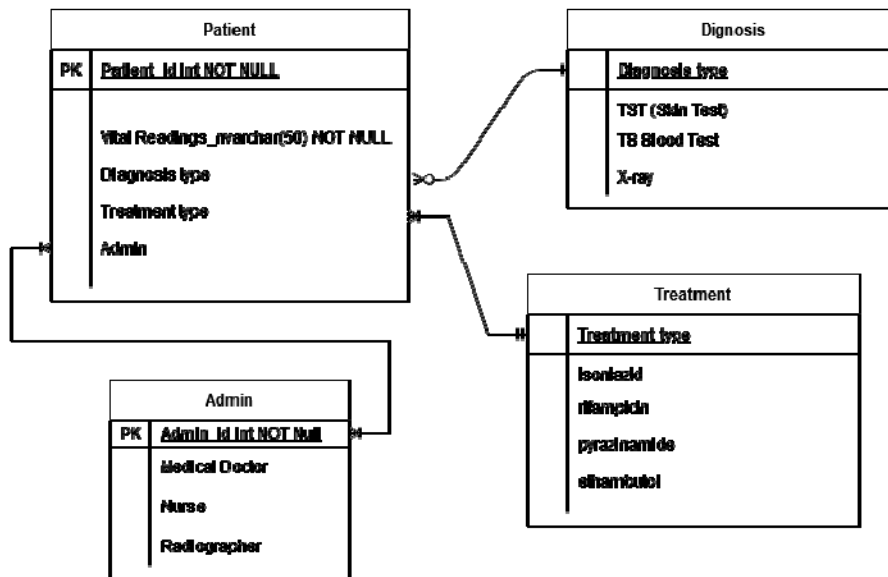 Patient
PK Patient_Id Int NOT NULL
Vital Readings_nvarchar(50) NOT NULL
Diagnosis type
Treatment type
Admin
Dignosis
Diagnosis type
TST (Skin Test)
TB Blood Test
X-ray
Treatment
Treatment type
Isoniazid
rifampicin
pyrazinamide
ethambutol
Admin
PK Admin_Id Int NOT Null
Medical Doctor
Nurse
Radiographer